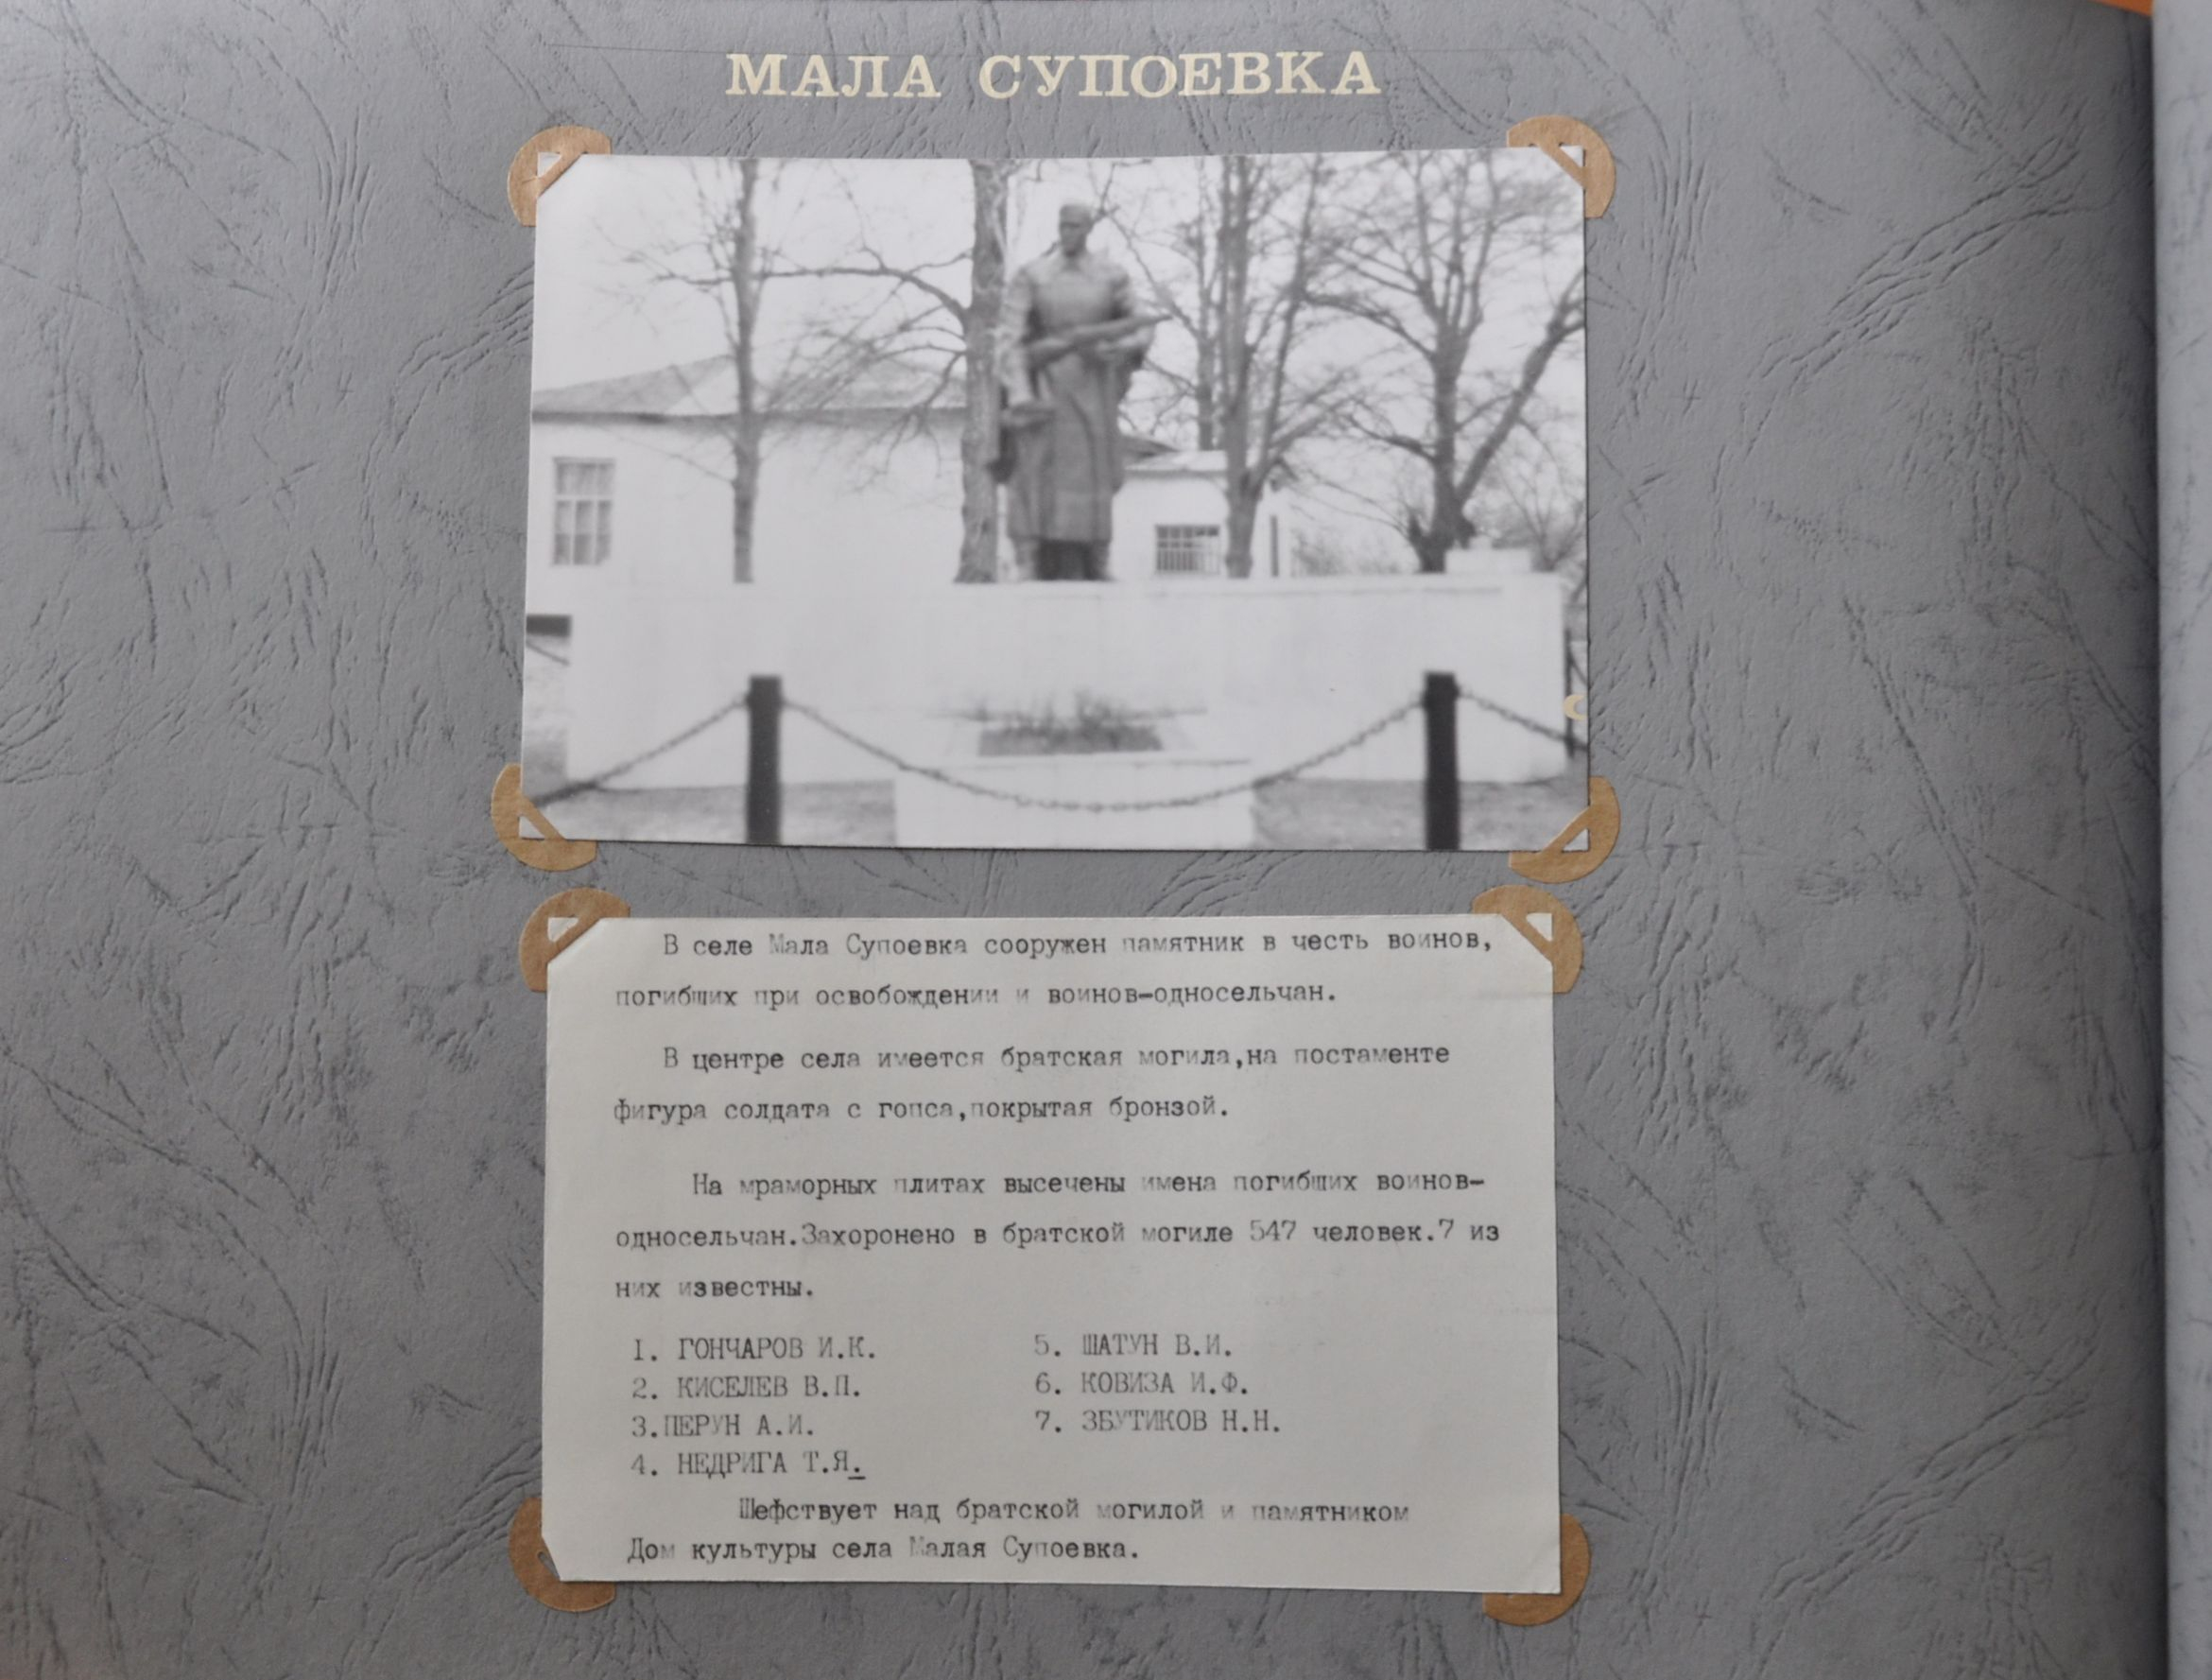 МАЛА СУПОЕВКА
В селе Мала Супоевка сооружен памятник в честь воинов,
погибших при освобождении и воинов-односельчан.
В центре села имеется братская могила,на постаменте
фигура солдата с гопса,покрытая бронзой.
На мраморных плитах высечены имена погибших воинов-
односельчан.Захоронено в братской могиле 547 человек.7 из
них известны.
1. ГОНЧАРОВ И.К.
2. КИСЕЛЕВ В.П.
3.ПЕРУН А.И.
4. НЕДРИГА Т.Я.
5. ШАТУН В.И.
6. КОВИЗА И.Ф.
7. ЗБУТИКОВ Н.Н.
Шефствует над братской могилой и памятником
Дом культуры села Малая Супоевка.